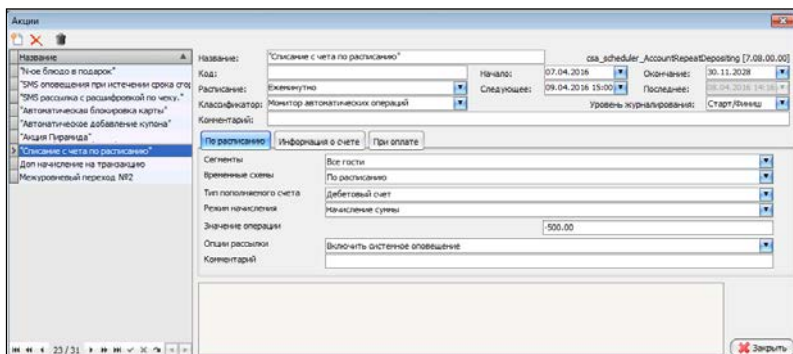 Акции
Название
"N-ое блюдо в подарок"
"SMS оповещения при истечении срока сгор
"SMS рассылка с расшифровкой по чеку."
"Автоматическая блокировка карты"
"Автоматическое добавление купона"
"Акция Пирамида"
"Списание с чета по расписанию"
Доп начисление на транзакцию
Межуровневый переход №2
23/31
Название: "Списание с чета по расписанию" csa_scheduler_AccountRepeatDepositing [7.08.00.00]
Код: Начало: 07.04.2016 Окончание: 30.11.2028
Расписание: Ежеминутно Следующее: 09.04.2016 15:00 Последнее: 08.04.2016 14:16
Классификатор: Монитор автоматических операций Уровень журналирования: Старт/Финиш
Комментарий:
По расписанию Информация о счете При оплате
Сегменты Все гости
Временные схемы По расписанию
Тип пополняемого счета Дебетовый счет
Режим начисления Начисление суммы
Значение операции -500.00
Опции рассылки Включить системное оповещение
Комментарий
Закрыть